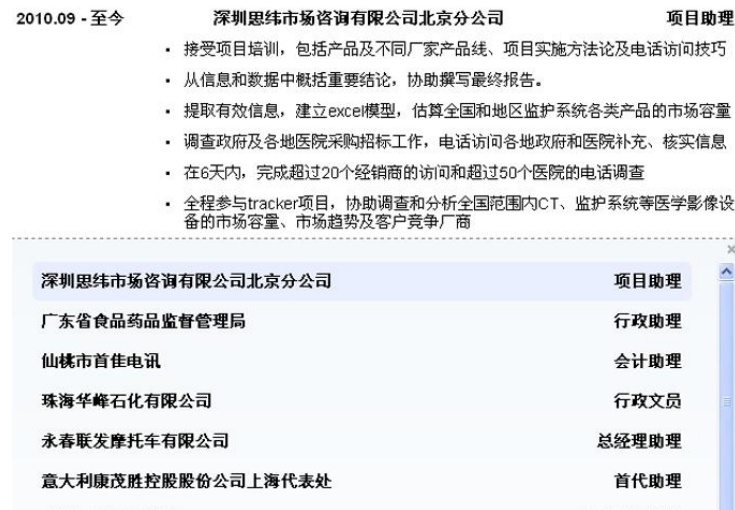 2010.09 - 至今 深圳思纬市场咨询有限公司北京分公司 项目助理
▪ 接受项目培训，包括产品及不同厂家产品线、项目实施方法论及电话访问技巧
▪ 从信息和数据中概括重要结论，协助撰写最终报告。
▪ 提取有效信息，建立excel模型，估算全国和地区监护系统各类产品的市场容量
▪ 调查政府及各地医院采购招标工作，电话访问各地政府和医院补充、核实信息
▪ 在6天内，完成超过20个经销商的访问和超过50个医院的电话调查
▪ 全程参与tracker项目，协助调查和分析全国范围内CT、监护系统等医学影像设
备的市场容量、市场趋势及客户竞争厂商
深圳思纬市场咨询有限公司北京分公司 项目助理
广东省食品药品监督管理局 行政助理
仙桃市首佳电讯 会计助理
珠海华峰石化有限公司 行政文员
永春联发摩托车有限公司 总经理助理
意大利康茂胜控股股份公司上海代表处 首代助理